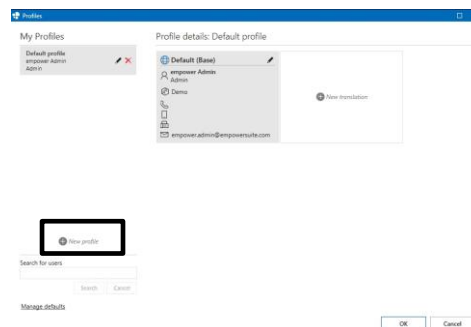 Profiles
My Profiles
Default profile
empower Admin
Admin
New profile
Search for users
Search Cancel
Manage defaults
Profile details: Default profile
Default (Base)
empower Admin
Admin
Demo
empower.admin@empowersuite.com
New translation
OK Cancel